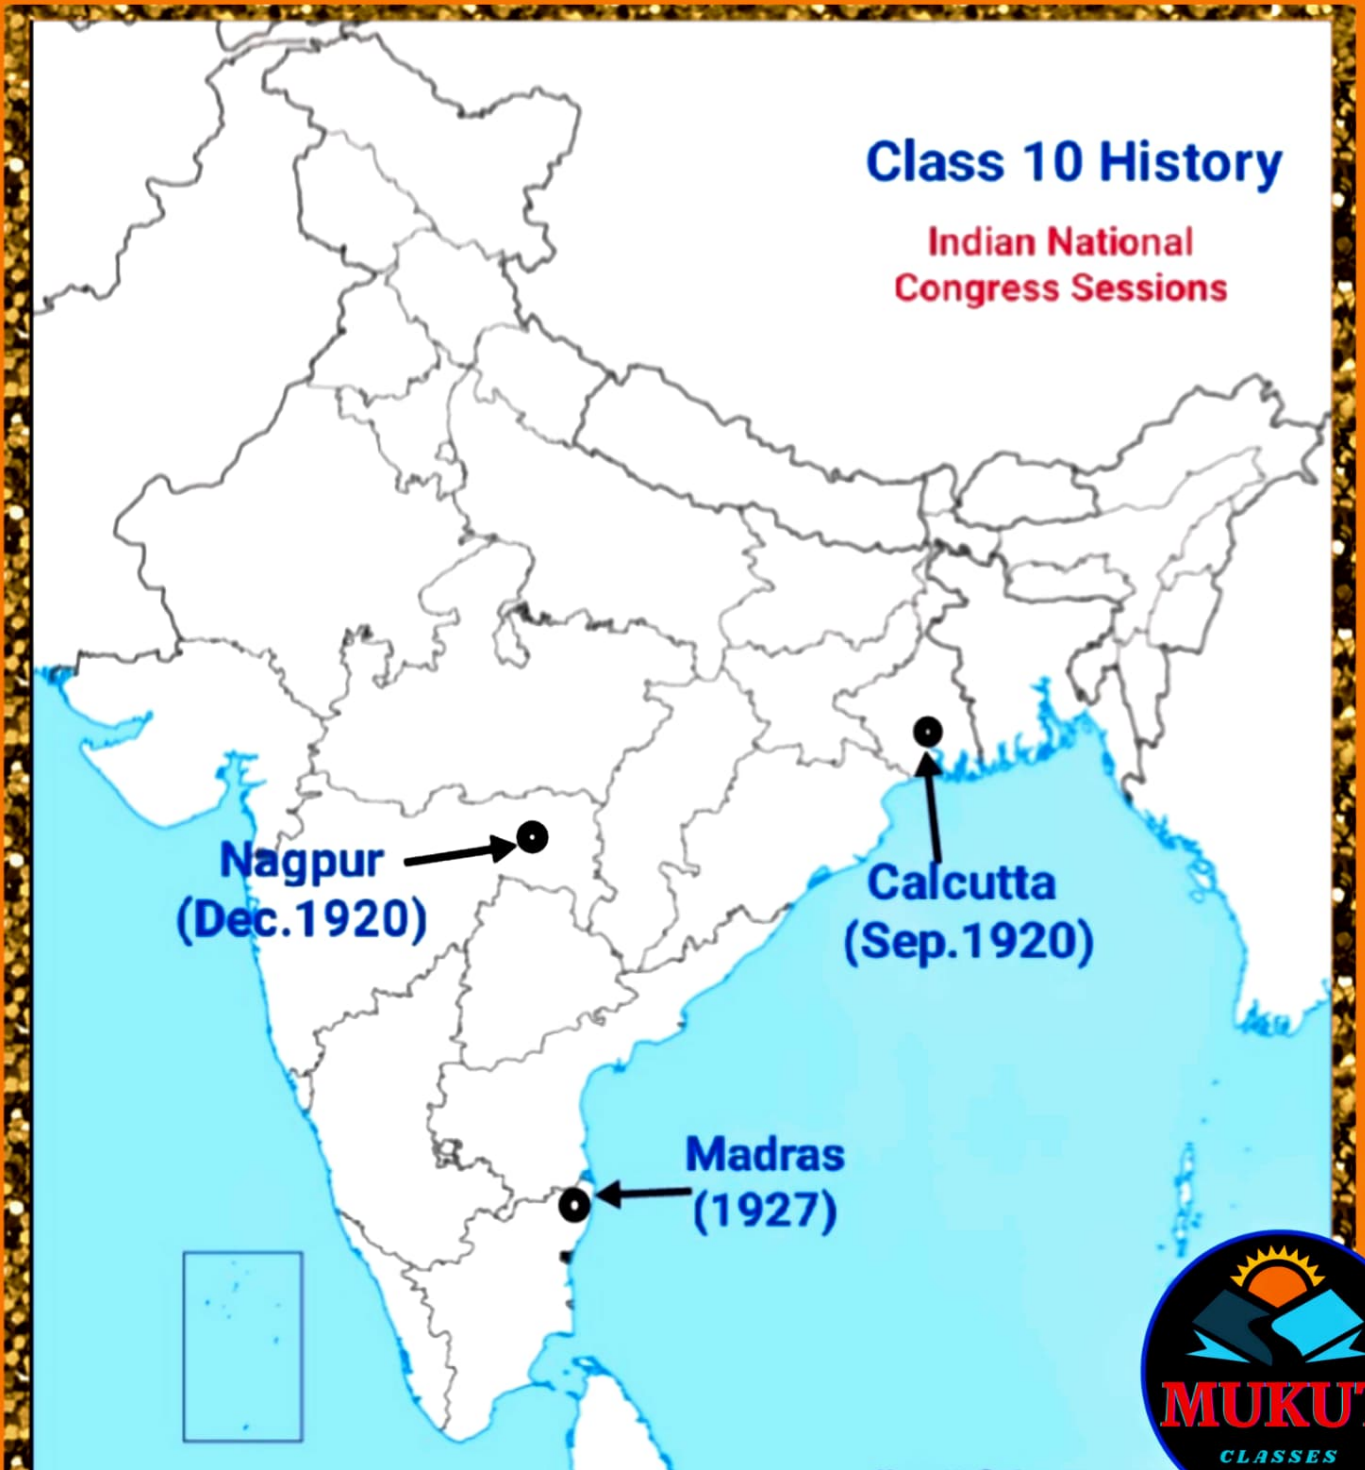 Class 10 History
Indian National
Congress Sessions
Nagpur
(Dec.1920)
Calcutta
(Sep.1920)
Madras
(1927)
CLASSES